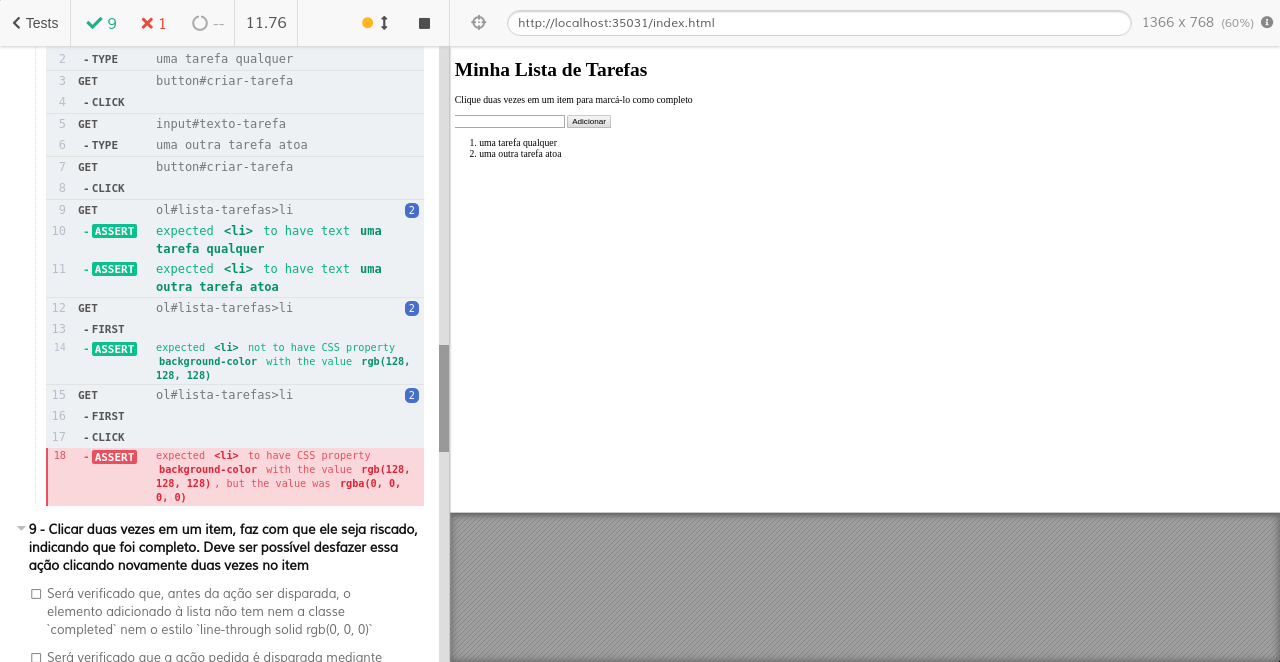 Tests
9
1
--
11.76
http://localhost:35031/index.html
1366 x 768 (60%)
2 - TYPE uma tarefa qualquer
3 GET button#criar-tarefa
4 - CLICK
5 GET input#texto-tarefa
6 - TYPE uma outra tarefa atoa
7 GET button#criar-tarefa
8 - CLICK
9 GET ol#lista-tarefas>li 2
10 - ASSERT expected <li> to have text uma
tarefa qualquer
11 - ASSERT expected <li> to have text uma
outra tarefa atoa
12 GET ol#lista-tarefas>li 2
13 - FIRST
14 - ASSERT expected <li> not to have CSS property
background-color with the value rgb(128,
128, 128)
15 GET ol#lista-tarefas>li 2
16 - FIRST
17 - CLICK
18 - ASSERT expected <li> to have CSS property
background-color with the value rgb(128,
128, 128), but the value was rgba(0, 0,
0, 0)
9 - Clicar duas vezes em um item, faz com que ele seja riscado,
indicando que foi completo. Deve ser possível desfazer essa
ação clicando novamente duas vezes no item
Será verificado que, antes da ação ser disparada, o
elemento adicionado à lista não tem nem a classe
`completed` nem o estilo `line-through solid rgb(0, 0, 0)`
Será verificado que a ação pedida é disparada mediante
Minha Lista de Tarefas
Clique duas vezes em um item para marcá-lo como completo
Adicionar
1. uma tarefa qualquer
2. uma outra tarefa atoa